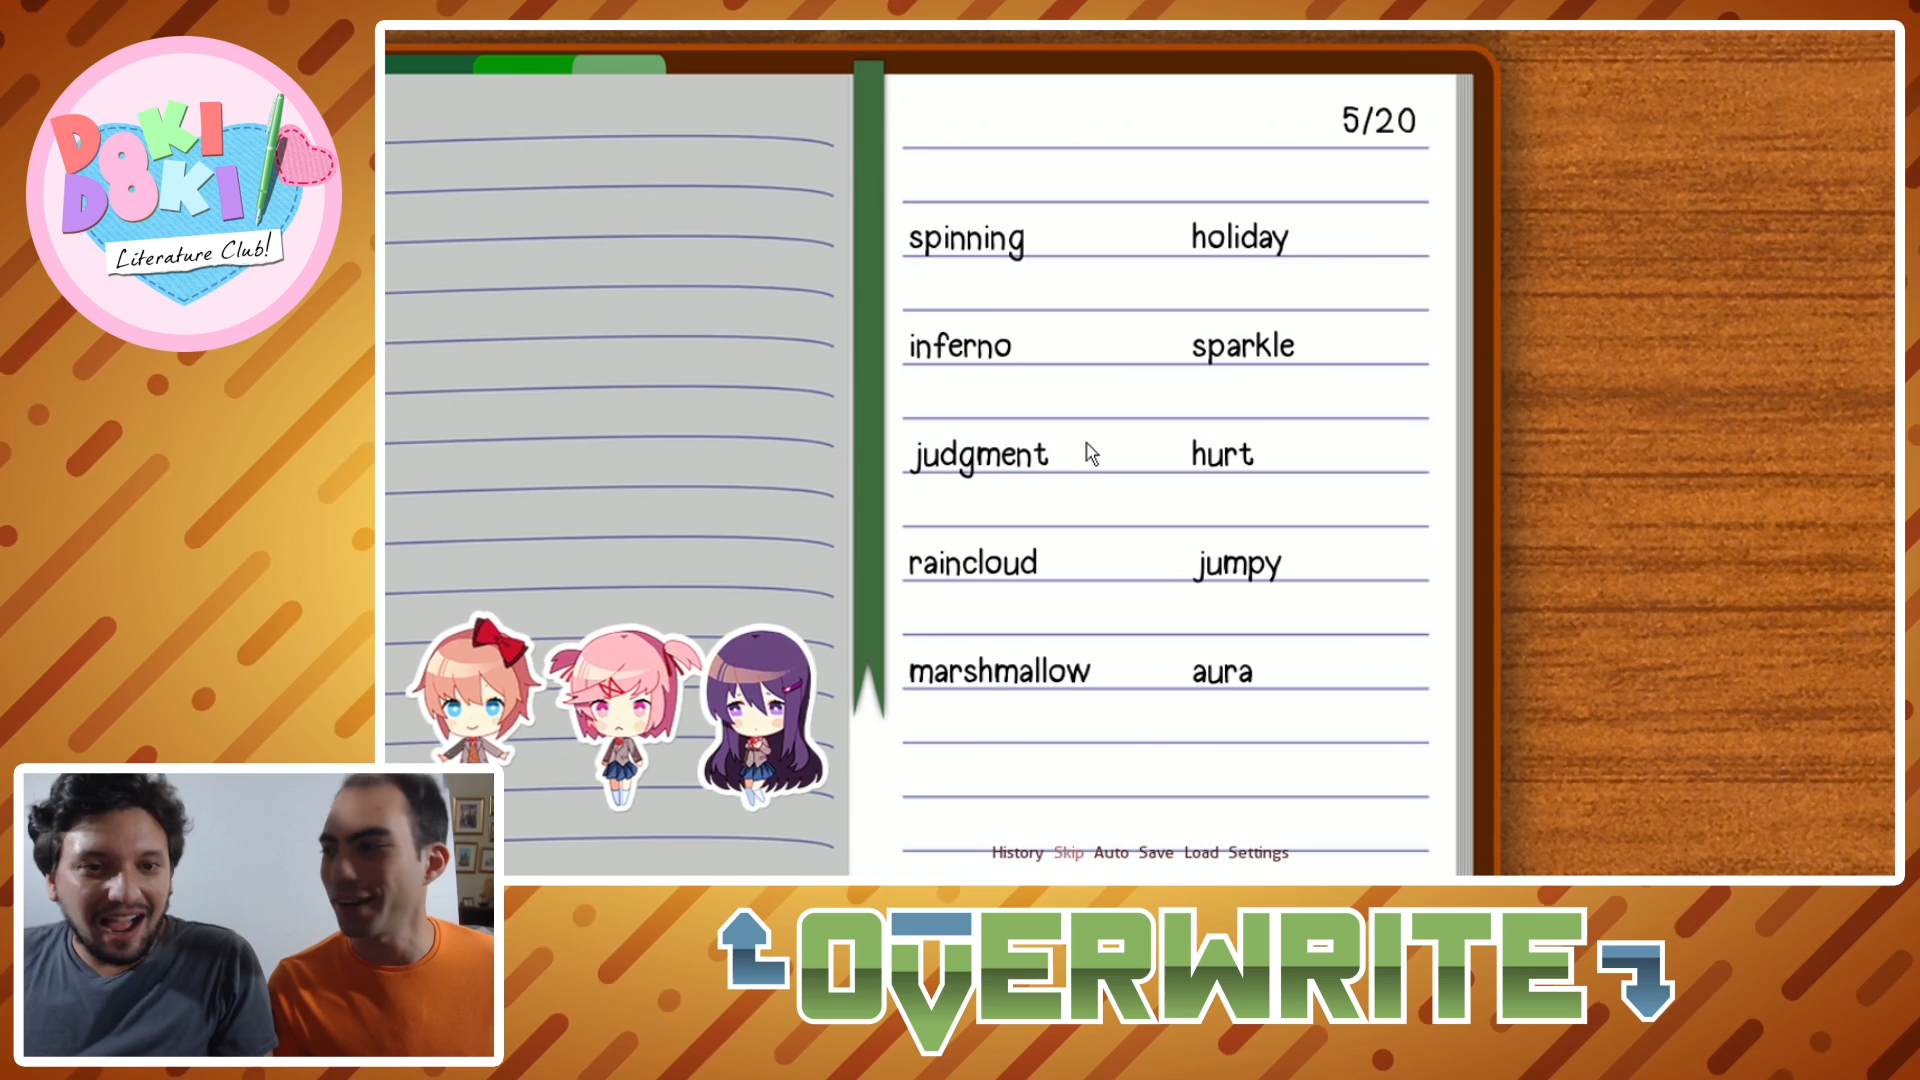 DOKI
DOKI
Literature Club!
5/20
spinning holiday
inferno sparkle
judgment hurt
raincloud jumpy
marshmallow aura
History Skip Auto Save Load Settings
OVERWRITE